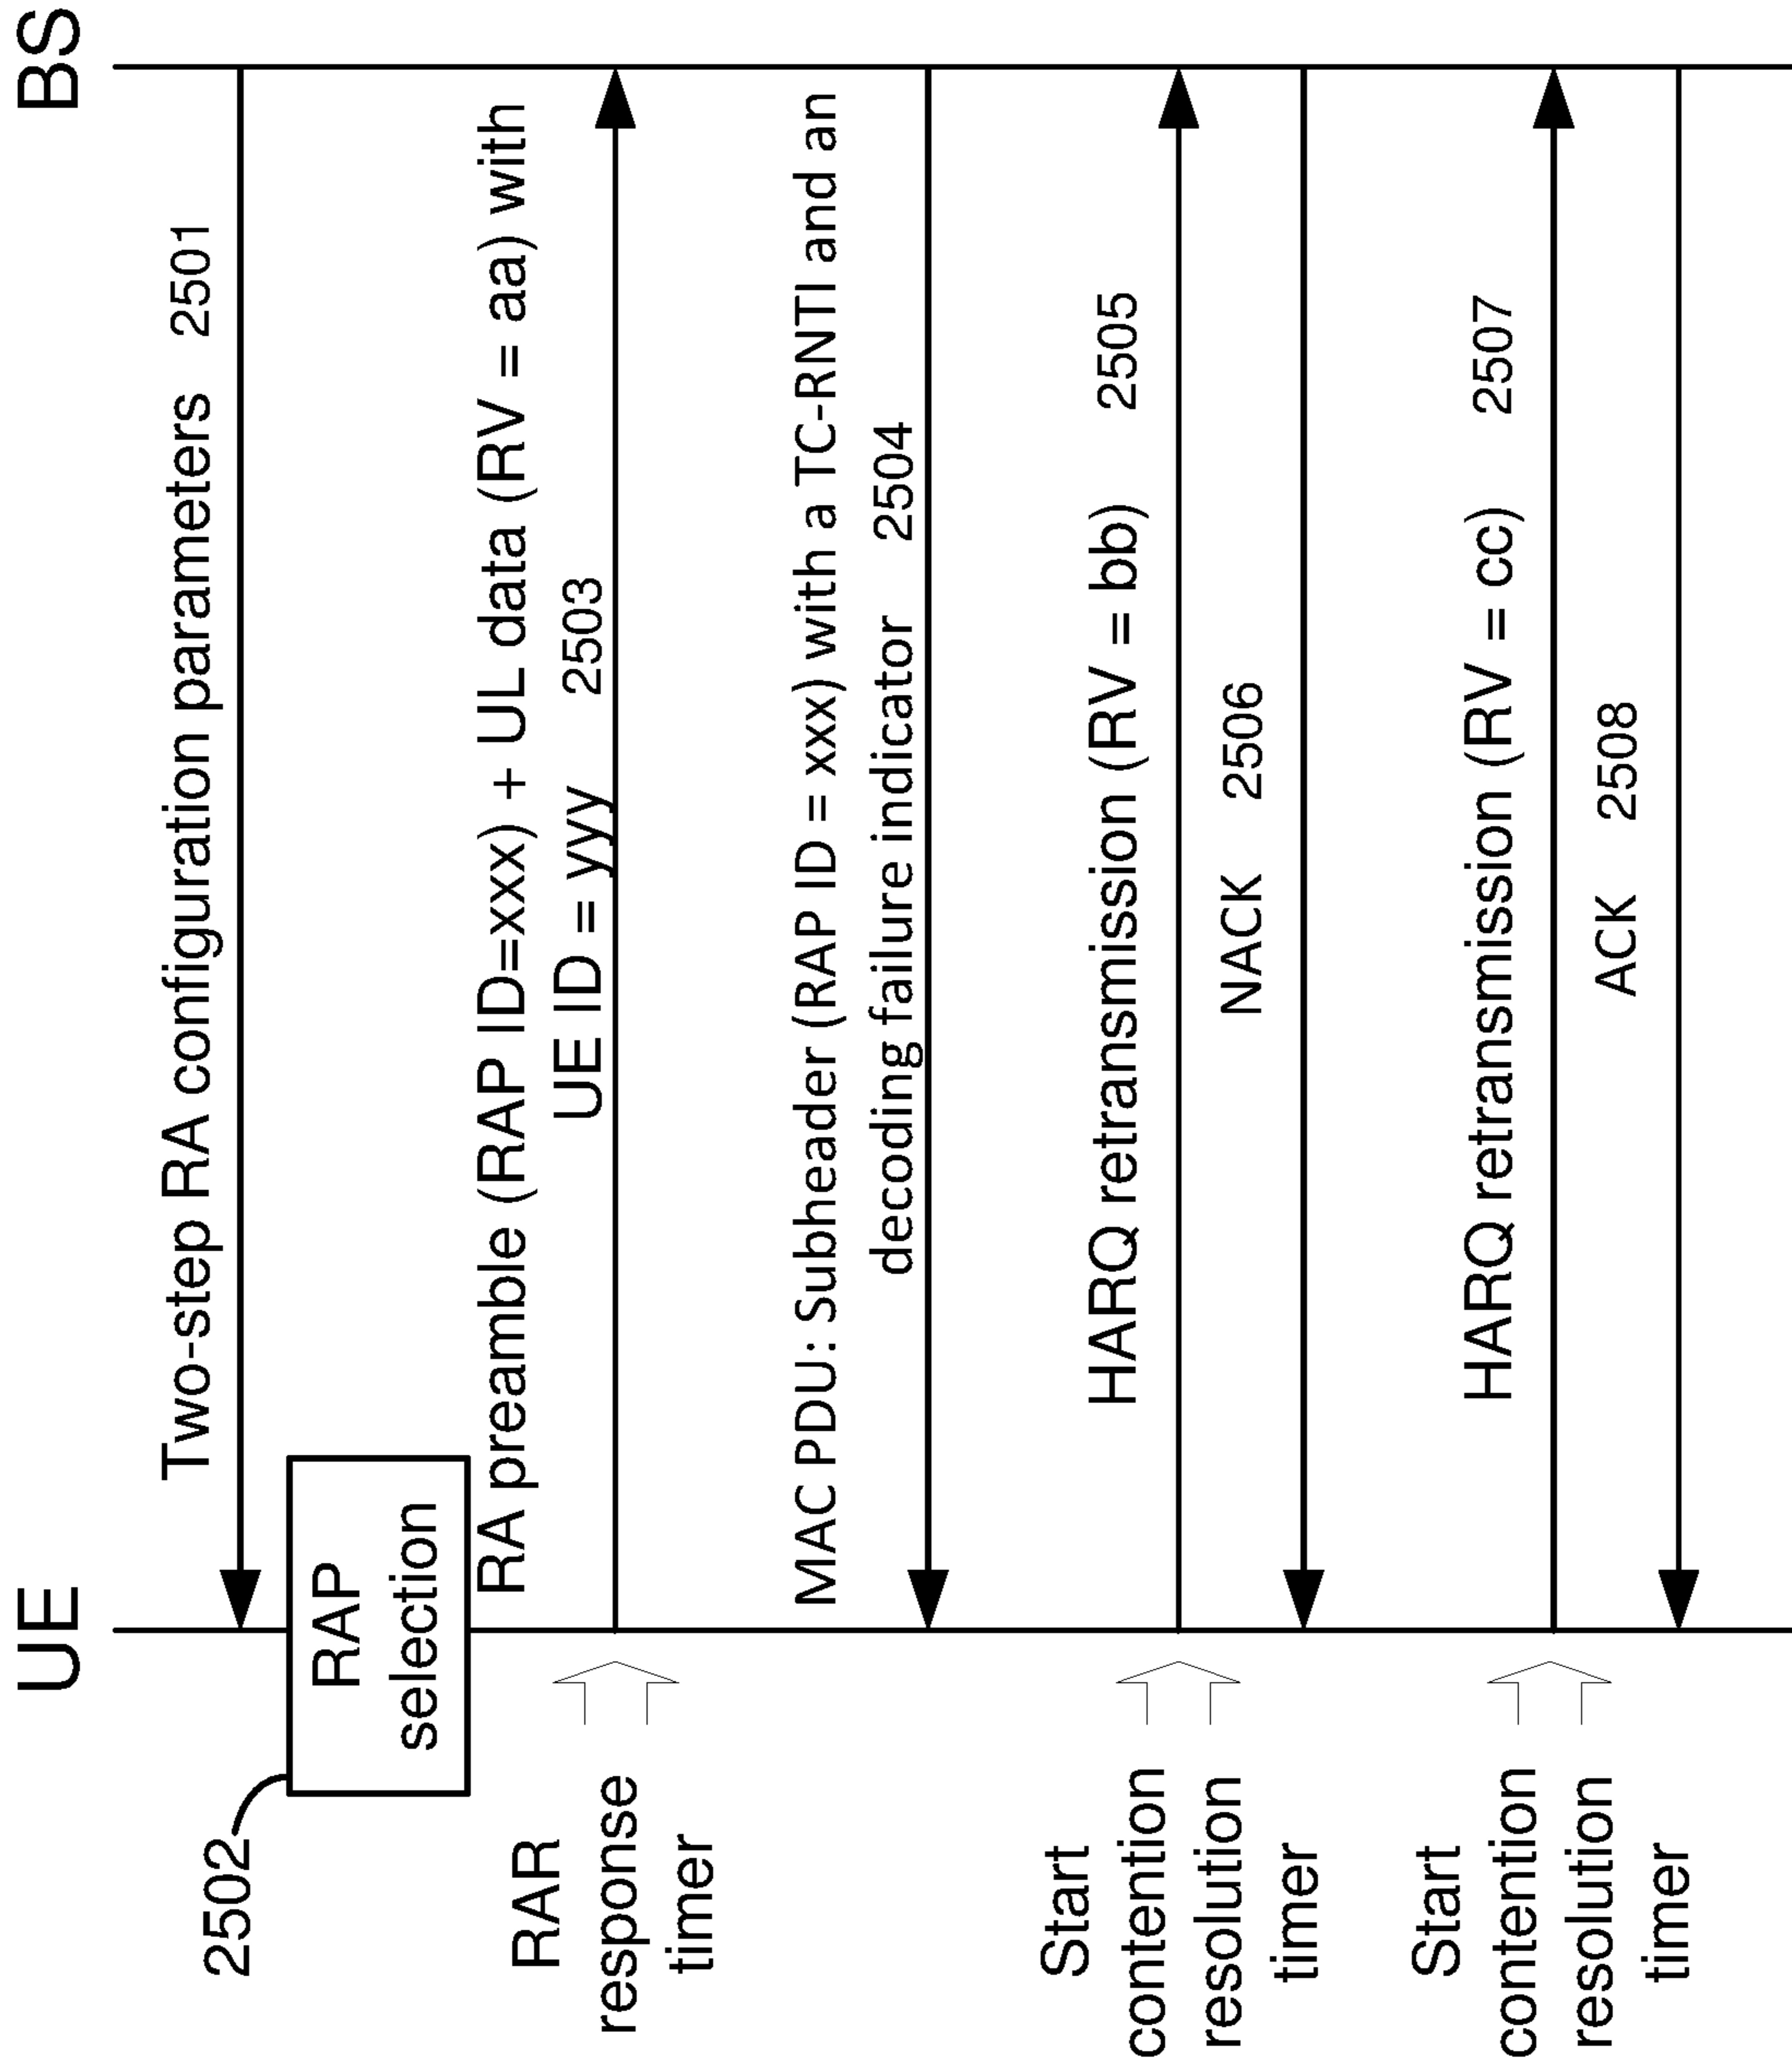 UE
BS
Two-step RA configuration parameters 2501
2502
RAP
selection
RA preamble (RAP ID=xxx) + UL data (RV = aa) with
UE ID = yyy 2503
RAR
response
timer
MAC PDU: Subheader (RAP ID = xxx) with a TC-RNTI and an
decoding failure indicator 2504
HARQ retransmission (RV = bb) 2505
Start
contention
resolution
timer
NACK 2506
HARQ retransmission (RV = cc) 2507
Start
contention
resolution
timer
ACK 2508